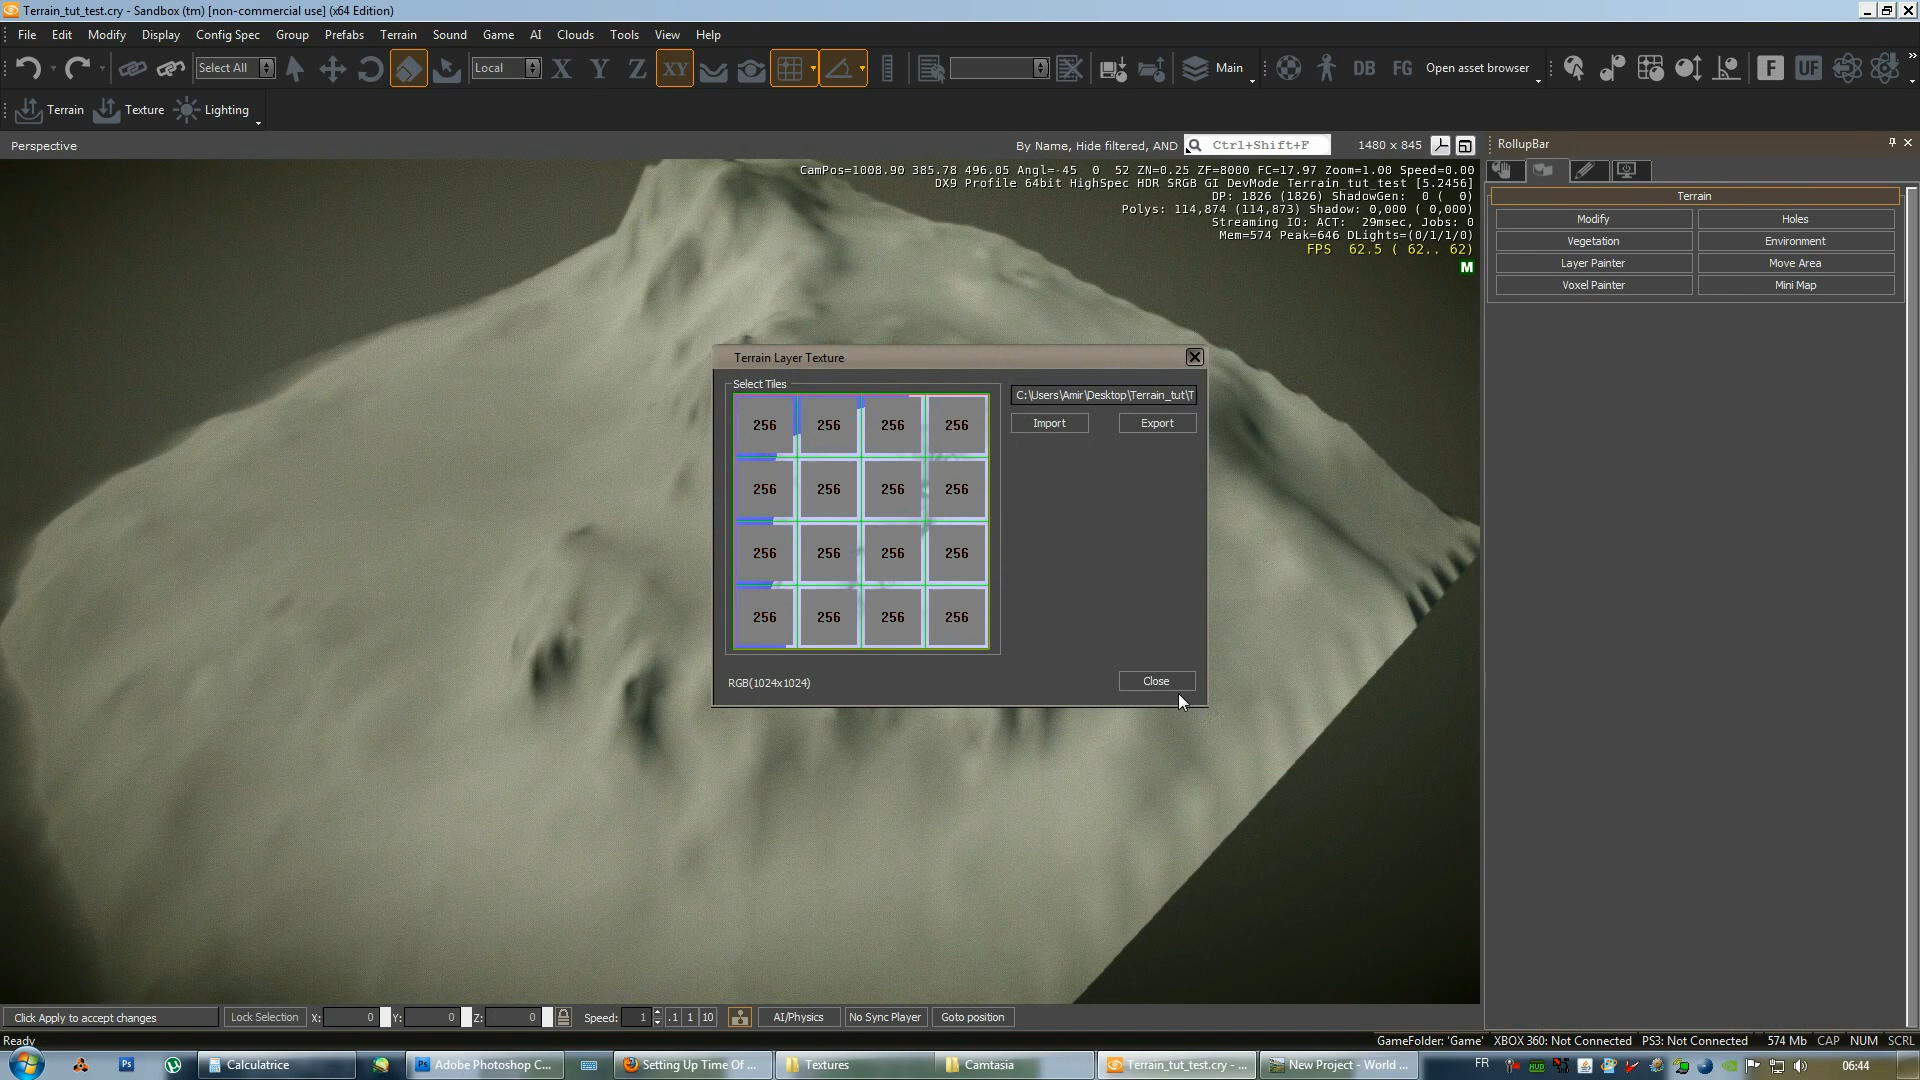 Terrain_tut_test.cry - Sandbox (tm) [non-commercial use] (x64 Edition)
File Edit Modify Display Config Spec Group Prefabs Terrain Sound Game AI Clouds Tools View Help
Select All Local X Y Z XY Main DB FG Open asset browser F UF
Terrain Texture Lighting
Perspective By Name, Hide filtered, AND Ctrl+Shift+F 1480 x 845 RollupBar
CamPos=1008.90 385.78 496.05 Angl=-45 0 52 ZN=0.25 ZF=8000 FC=17.97 Zoom=1.00 Speed=0.00
DX9 Profile 64bit HighSpec HDR SRGB GI DevMode Terrain_tut_test [5.2456]
DP: 1826 (1826) ShadowGen: 0 ( 0)
Polys: 114,874 (114,873) Shadow: 0,000 ( 0,000)
Streaming IO: ACT: 29msec, Jobs: 0
Mem=574 Peak=646 DLights=(0/1/1/0)
FPS 62.5 ( 62.. 62)
M
Terrain
Modify Holes
Vegetation Environment
Layer Painter Move Area
Voxel Painter Mini Map
Terrain Layer Texture
Select Tiles
C:\Users\Amir\Desktop\Terrain_tut\T
Import Export
256 256 256 256
256 256 256 256
256 256 256 256
256 256 256 256
RGB(1024x1024)
Close
Click Apply to accept changes Lock Selection X: 0 Y: 0 Z: 0 Speed: 1 .1 1 10 AI/Physics No Sync Player Goto position
Ready GameFolder: 'Game' XBOX 360: Not Connected PS3: Not Connected 574 Mb CAP NUM SCRL
Ps Calculatrice Ps Adobe Photoshop C... Setting Up Time Of ... Textures Camtasia Terrain_tut_test.cry - ... New Project - World ... FR 06:44